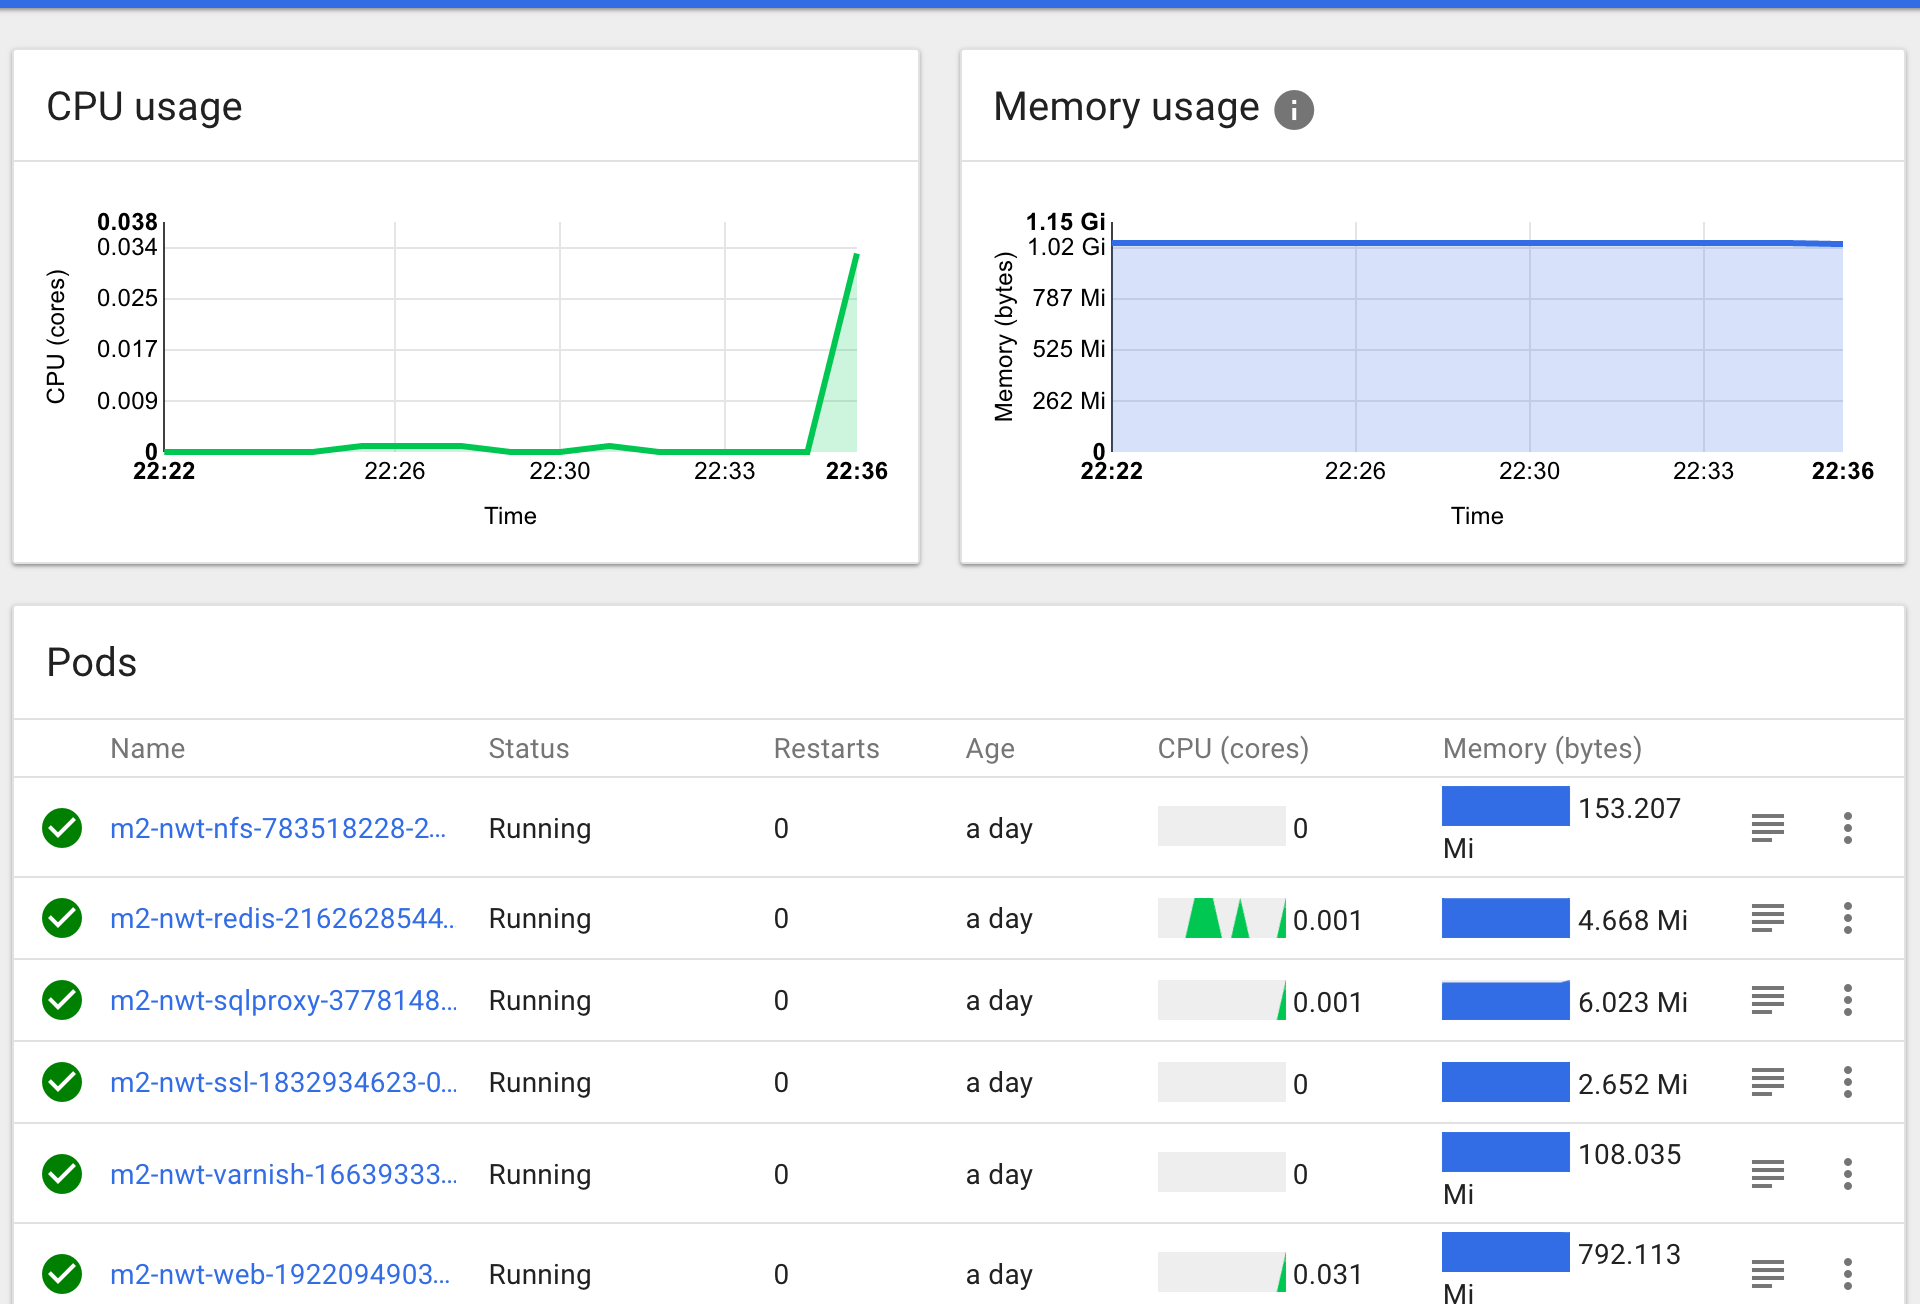 CPU usage
0.038
0.034
0.025
0.017
0.009
0
CPU (cores)
22:22 22:26 22:30 22:33 22:36
Time
Memory usage i
1.15 Gi
1.02 Gi
787 Mi
525 Mi
262 Mi
0
Memory (bytes)
22:22 22:26 22:30 22:33 22:36
Time
Pods
Name Status Restarts Age CPU (cores) Memory (bytes)
m2-nwt-nfs-783518228-2... Running 0 a day 0 153.207
Mi
m2-nwt-redis-2162628544.. Running 0 a day 0.001 4.668 Mi
m2-nwt-sqlproxy-3778148... Running 0 a day 0.001 6.023 Mi
m2-nwt-ssl-1832934623-0... Running 0 a day 0 2.652 Mi
m2-nwt-varnish-16639333... Running 0 a day 0 108.035
Mi
m2-nwt-web-1922094903... Running 0 a day 0.031 792.113
Mi